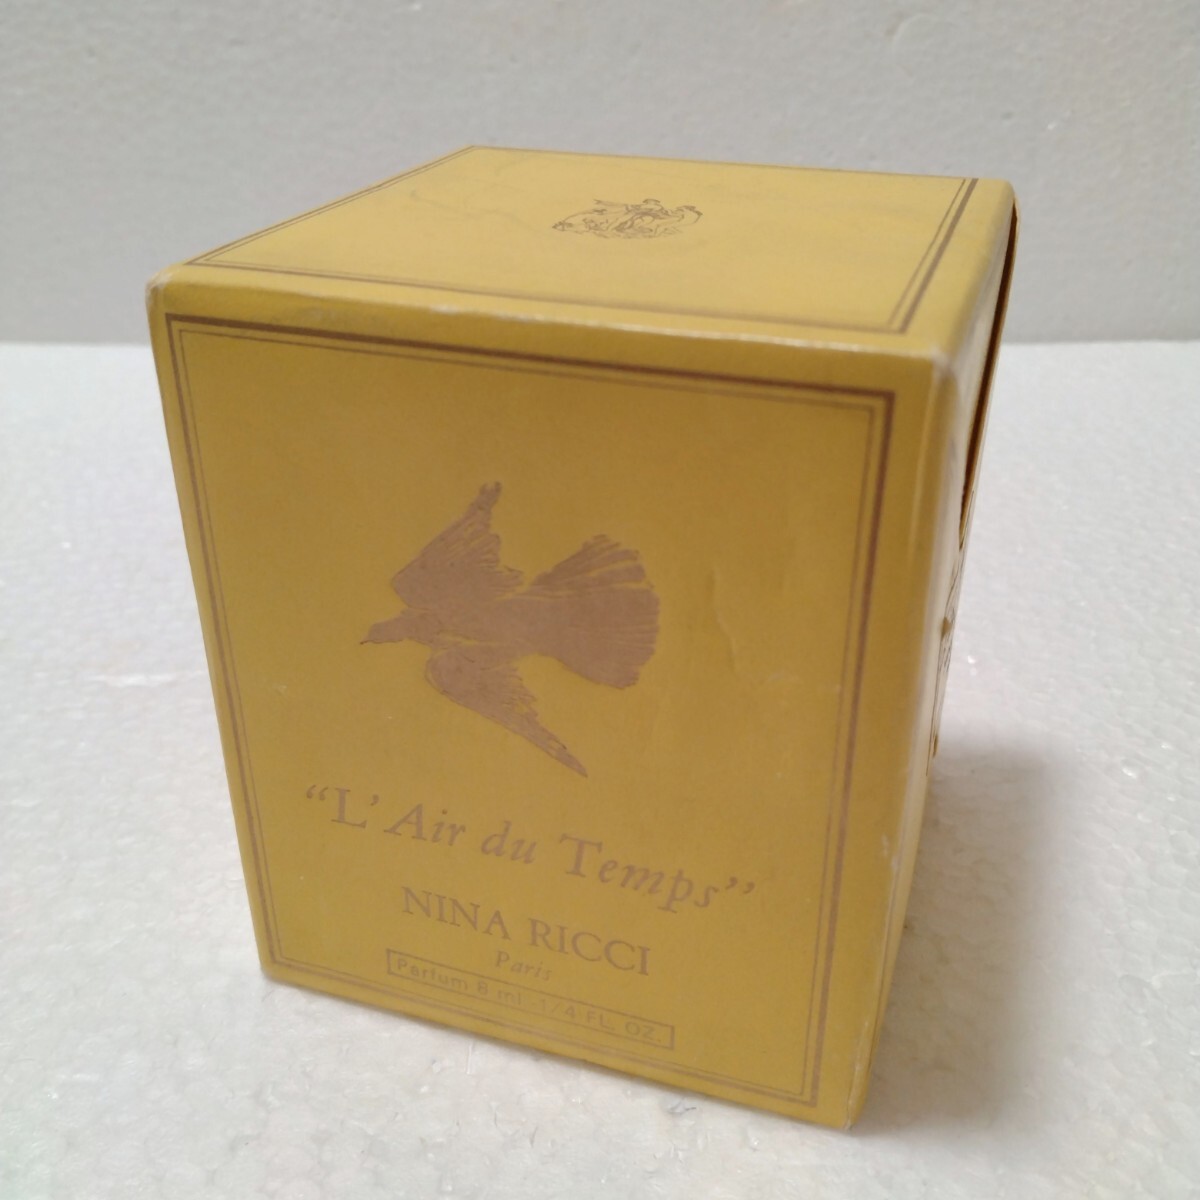 “L’Air du Temps”
NINA RICCI
Paris
Parfum 8 ml .1/4 FL. OZ.